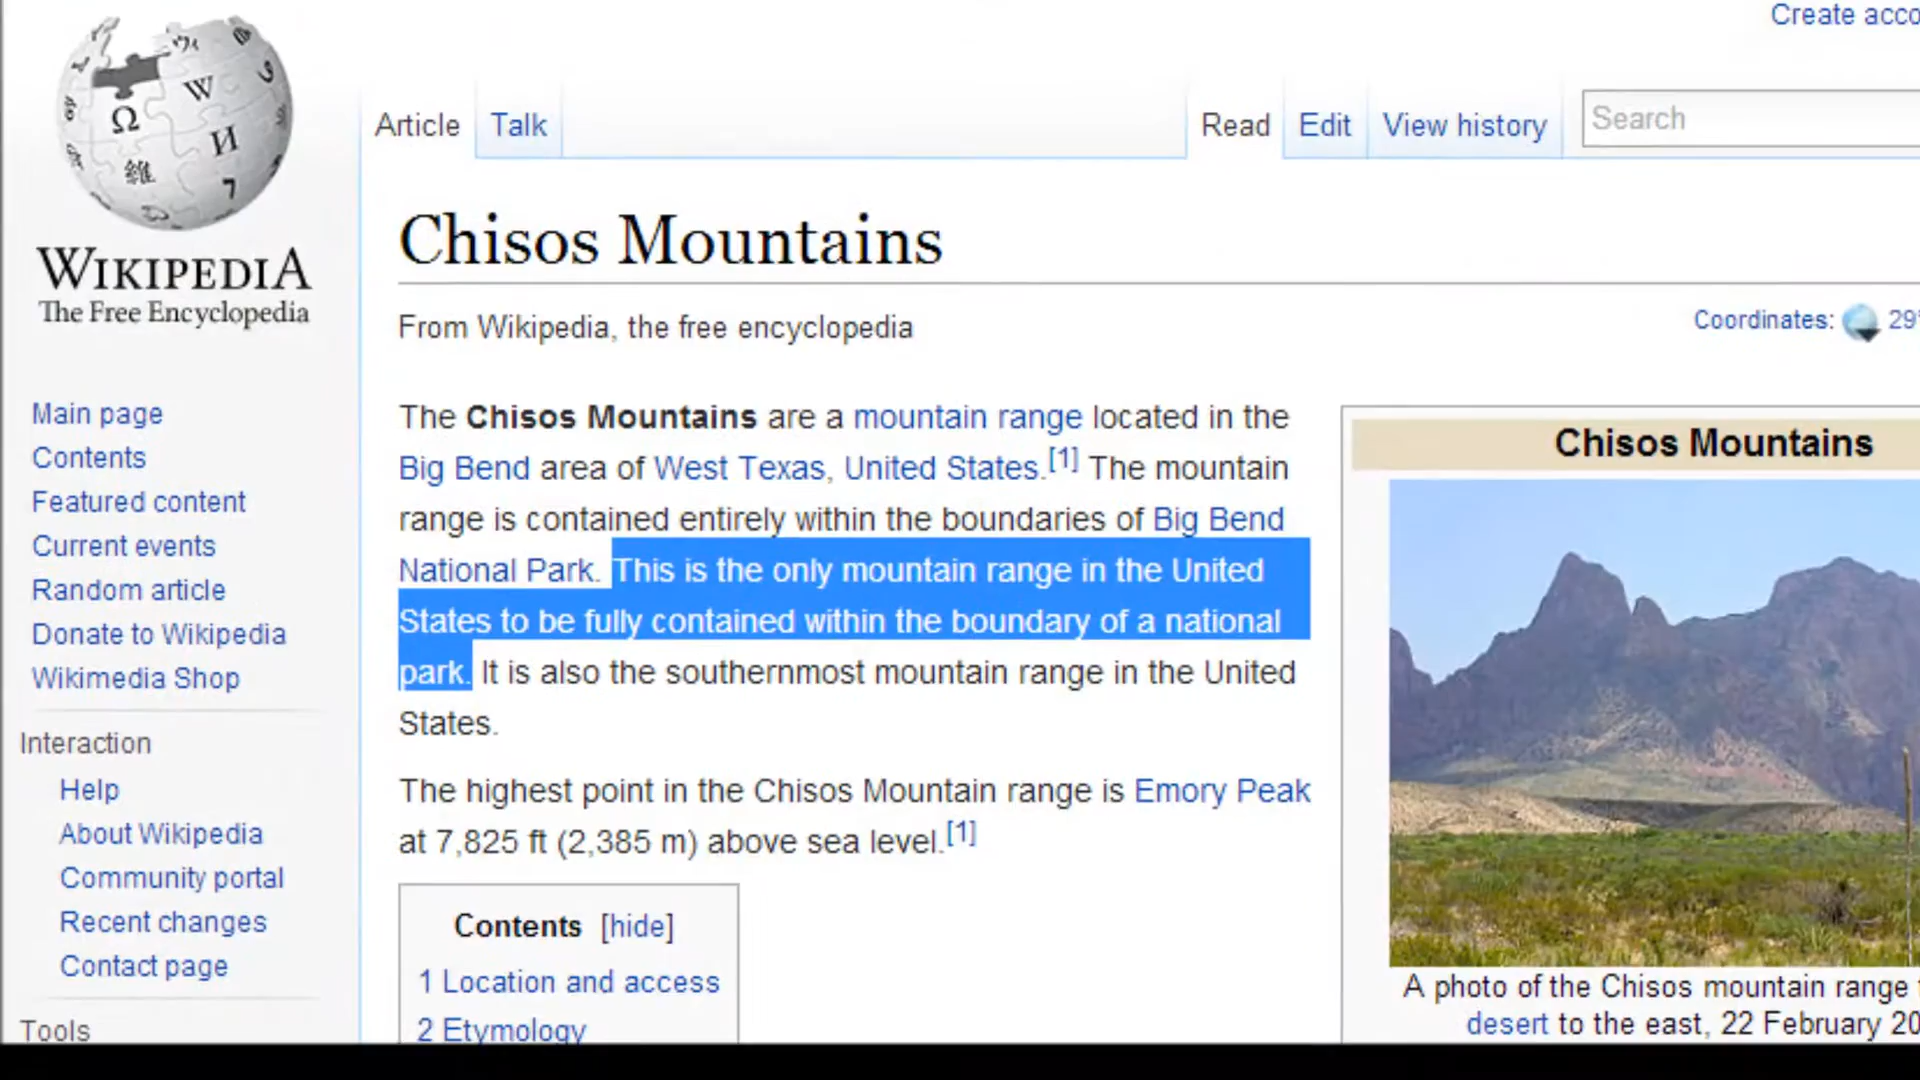 Create acco
Article
Talk
Read
Edit
View history
Search
WIKIPEDIA
The Free Encyclopedia
Chisos Mountains
From Wikipedia, the free encyclopedia
Coordinates: 29°
Main page
Contents
Featured content
Current events
Random article
Donate to Wikipedia
Wikimedia Shop
Interaction
Help
About Wikipedia
Community portal
Recent changes
Contact page
Tools
The Chisos Mountains are a mountain range located in the
Big Bend area of West Texas, United States.[1] The mountain
range is contained entirely within the boundaries of Big Bend
National Park. This is the only mountain range in the United
States to be fully contained within the boundary of a national
park. It is also the southernmost mountain range in the United
States.
The highest point in the Chisos Mountain range is Emory Peak
at 7,825 ft (2,385 m) above sea level.[1]
Contents [hide]
1 Location and access
2 Etymology
Chisos Mountains
A photo of the Chisos mountain range
desert to the east, 22 February 20